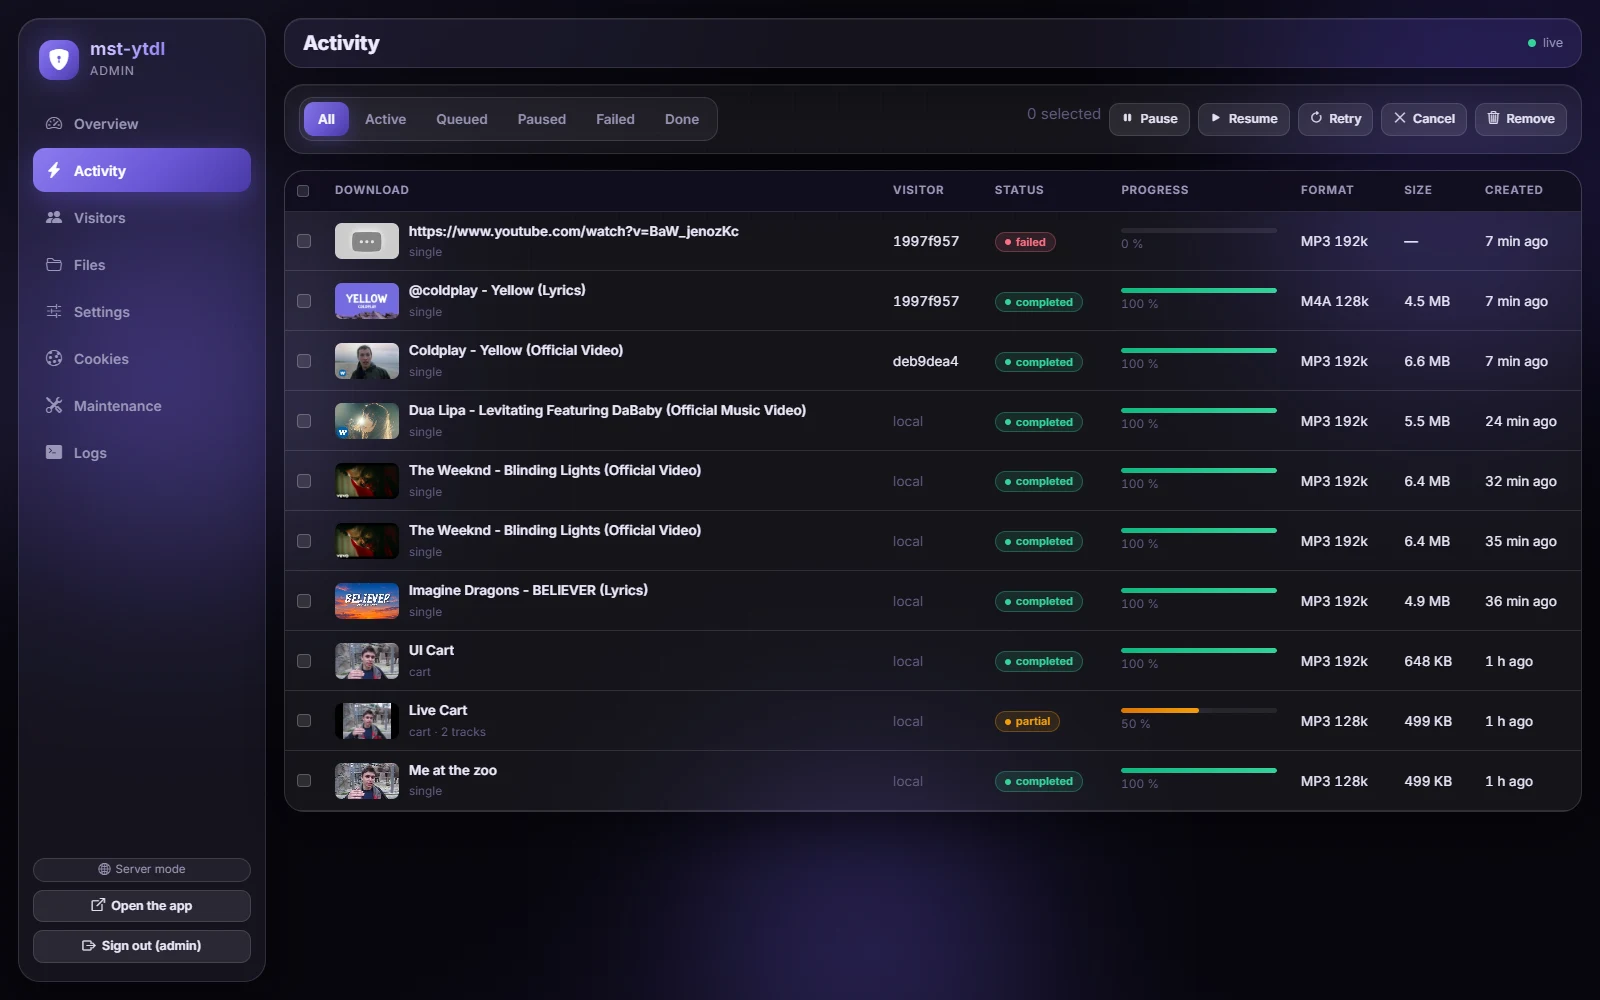 mst-ytdl
ADMIN
Overview
Activity
Visitors
Files
Settings
Cookies
Maintenance
Logs
Server mode
Open the app
Sign out (admin)
Activity
live
All Active Queued Paused Failed Done
0 selected Pause Resume Retry Cancel Remove
DOWNLOAD VISITOR STATUS PROGRESS FORMAT SIZE CREATED
https://www.youtube.com/watch?v=BaW_jenozKc
single
1997f957 failed 0 % MP3 192k — 7 min ago
YELLOW
COLDPLAY
@coldplay - Yellow (Lyrics)
single
1997f957 completed 100 % M4A 128k 4.5 MB 7 min ago
Coldplay - Yellow (Official Video)
single
deb9dea4 completed 100 % MP3 192k 6.6 MB 7 min ago
Dua Lipa - Levitating Featuring DaBaby (Official Music Video)
single
local completed 100 % MP3 192k 5.5 MB 24 min ago
The Weeknd - Blinding Lights (Official Video)
single
local completed 100 % MP3 192k 6.4 MB 32 min ago
The Weeknd - Blinding Lights (Official Video)
single
local completed 100 % MP3 192k 6.4 MB 35 min ago
BELIEVER
Imagine Dragons - BELIEVER (Lyrics)
single
local completed 100 % MP3 192k 4.9 MB 36 min ago
UI Cart
cart
local completed 100 % MP3 192k 648 KB 1 h ago
Live Cart
cart · 2 tracks
local partial 50 % MP3 128k 499 KB 1 h ago
Me at the zoo
single
local completed 100 % MP3 128k 499 KB 1 h ago